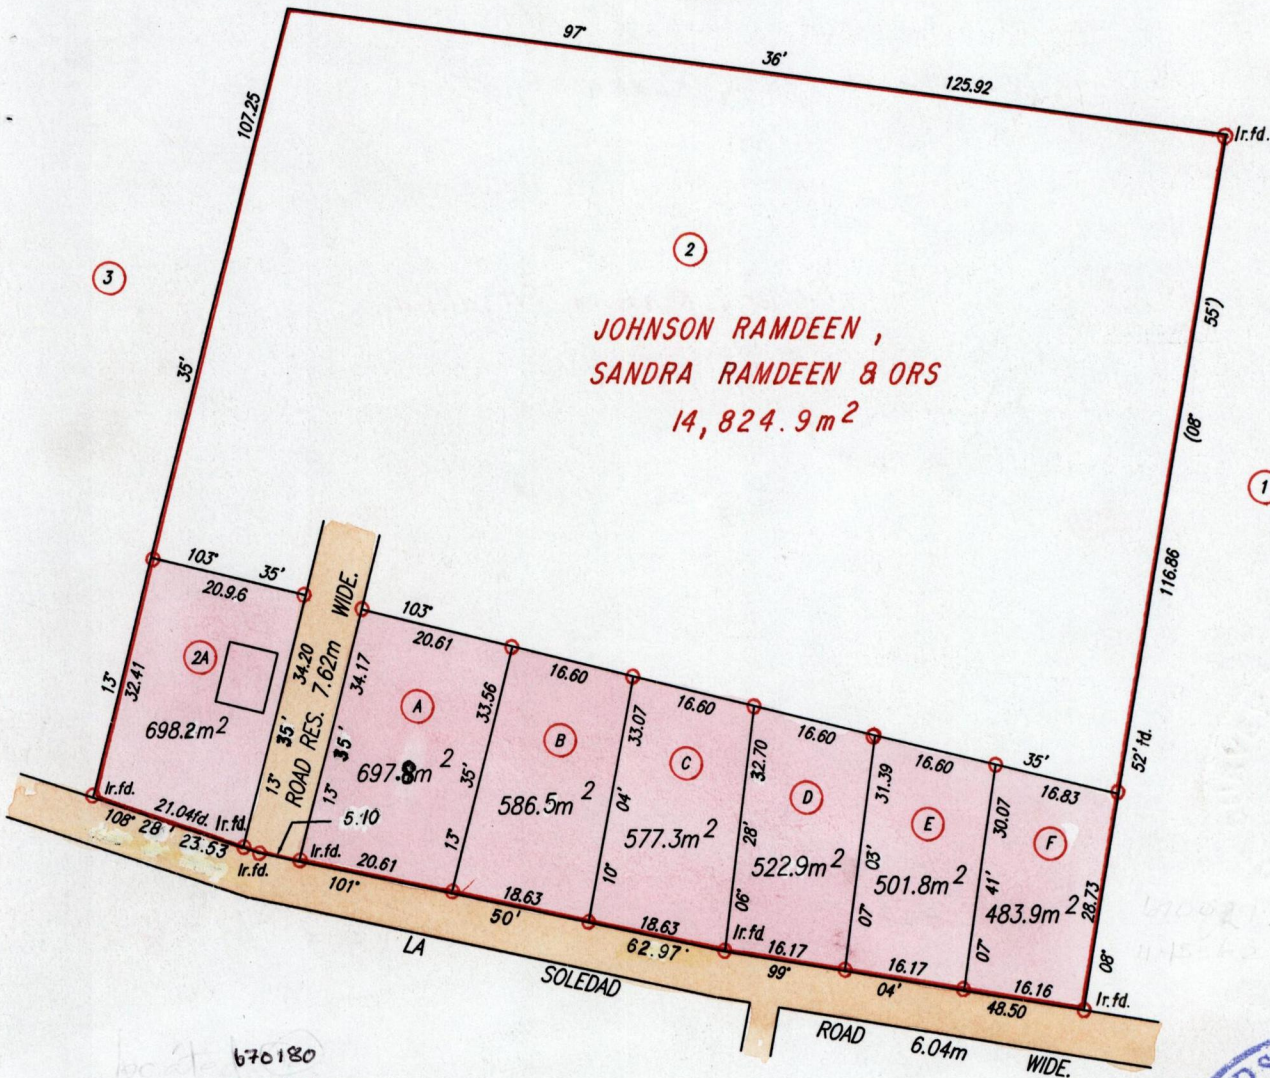 97° 36' 125.92
Ir.fd.
107.25
2
3
JOHNSON RAMDEEN ,
SANDRA RAMDEEN & ORS
14,824.9m²
35'
55')
(08°
1
116.86
103° 35'
20.9.6
103°
20.61
16.60
16.60
16.60
16.60
35'
16.83
52' fd.
13°
32.41
2A
698.2m²
34.20
35'
13°
ROAD RES. 7.62m WIDE.
34.17
35'
13°
A
697.8m²
33.56
35'
13°
B
586.5m²
33.07
04'
10°
C
577.3m²
32.70
28'
06°
D
522.9m²
31.39
03'
07°
E
501.8m²
30.07
41'
07°
F
483.9m²
28.73
08°
Ir.fd.
21.04fd. Ir.fd.
108° 28' 23.53
Ir.fd.
5.10
Ir.fd.
20.61
101°
18.63
50'
18.63
62.97
Ir.fd
16.17
99°
16.17
04'
16.16
48.50
Ir.fd.
LA SOLEDAD ROAD 6.04m WIDE.
670180